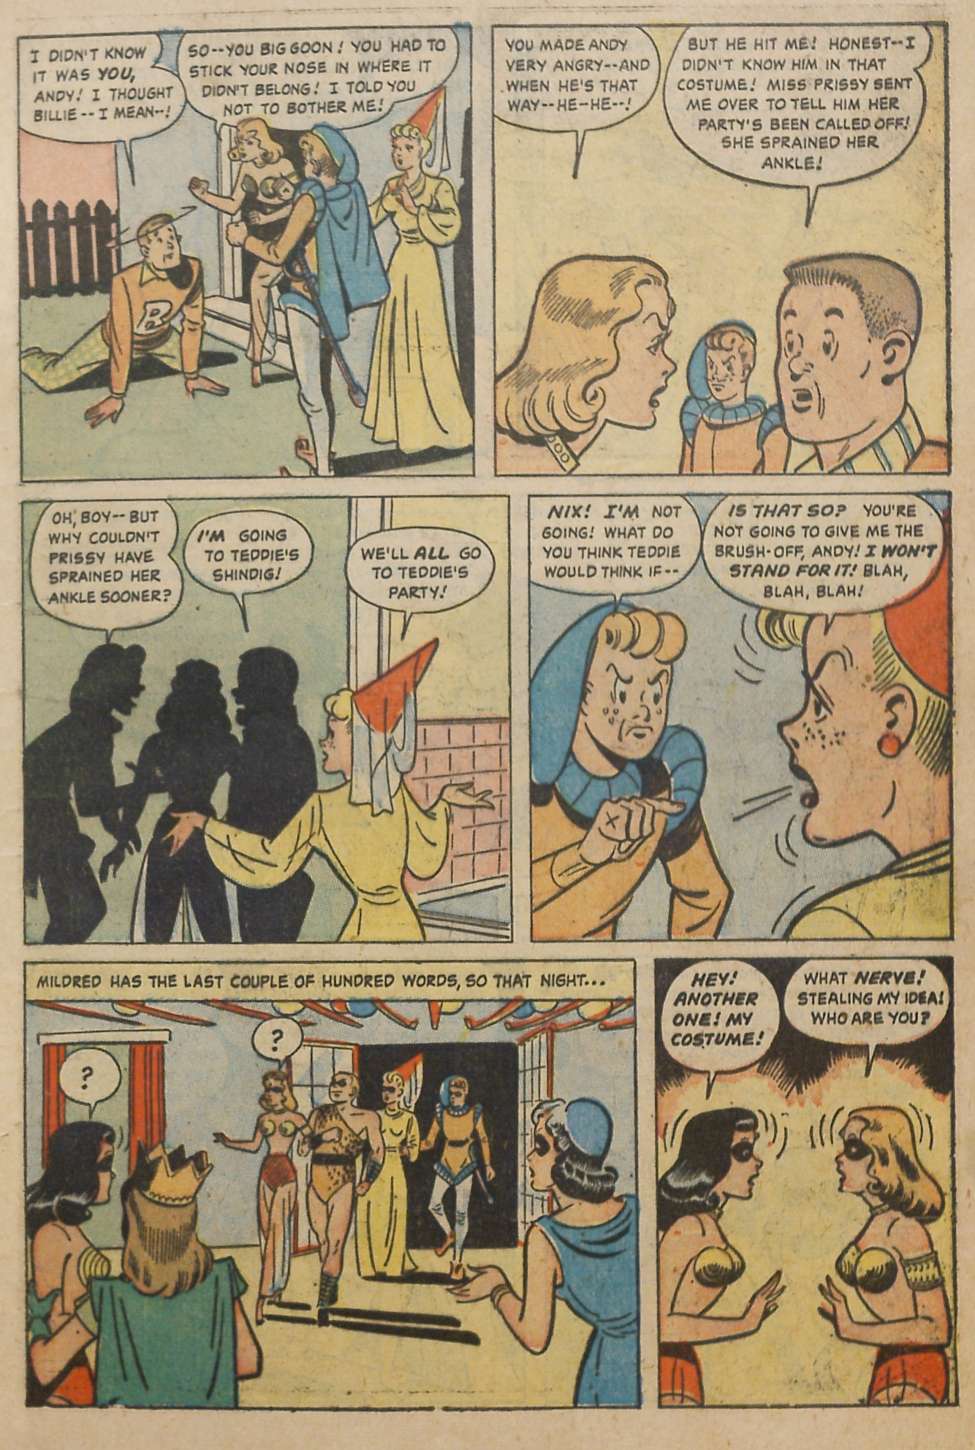 I DIDN'T KNOW
IT WAS YOU,
ANDY! I THOUGHT
BILLIE--I MEAN--!
SO--YOU BIG GOON! YOU HAD TO
STICK YOUR NOSE IN WHERE IT
DIDN'T BELONG! I TOLD YOU
NOT TO BOTHER ME!
B
YOU MADE ANDY
VERY ANGRY--AND
WHEN HE'S THAT
WAY--HE--HE--!
BUT HE HIT ME! HONEST--I
DIDN'T KNOW HIM IN THAT
COSTUME! MISS PRISSY SENT
ME OVER TO TELL HIM HER
PARTY'S BEEN CALLED OFF!
SHE SPRAINED HER
ANKLE!
OH, BOY--BUT
WHY COULDN'T
PRISSY HAVE
SPRAINED HER
ANKLE SOONER?
I'M GOING
TO TEDDIE'S
SHINDIG!
WE'LL ALL GO
TO TEDDIE'S
PARTY!
NIX! I'M NOT
GOING! WHAT DO
YOU THINK TEDDIE
WOULD THINK IF--
IS THAT SO? YOU'RE
NOT GOING TO GIVE ME THE
BRUSH-OFF, ANDY! I WON'T
STAND FOR IT! BLAH,
BLAH, BLAH!
MILDRED HAS THE LAST COUPLE OF HUNDRED WORDS, SO THAT NIGHT...
?
?
HEY!
ANOTHER
ONE! MY
COSTUME!
WHAT NERVE!
STEALING MY IDEA!
WHO ARE YOU?